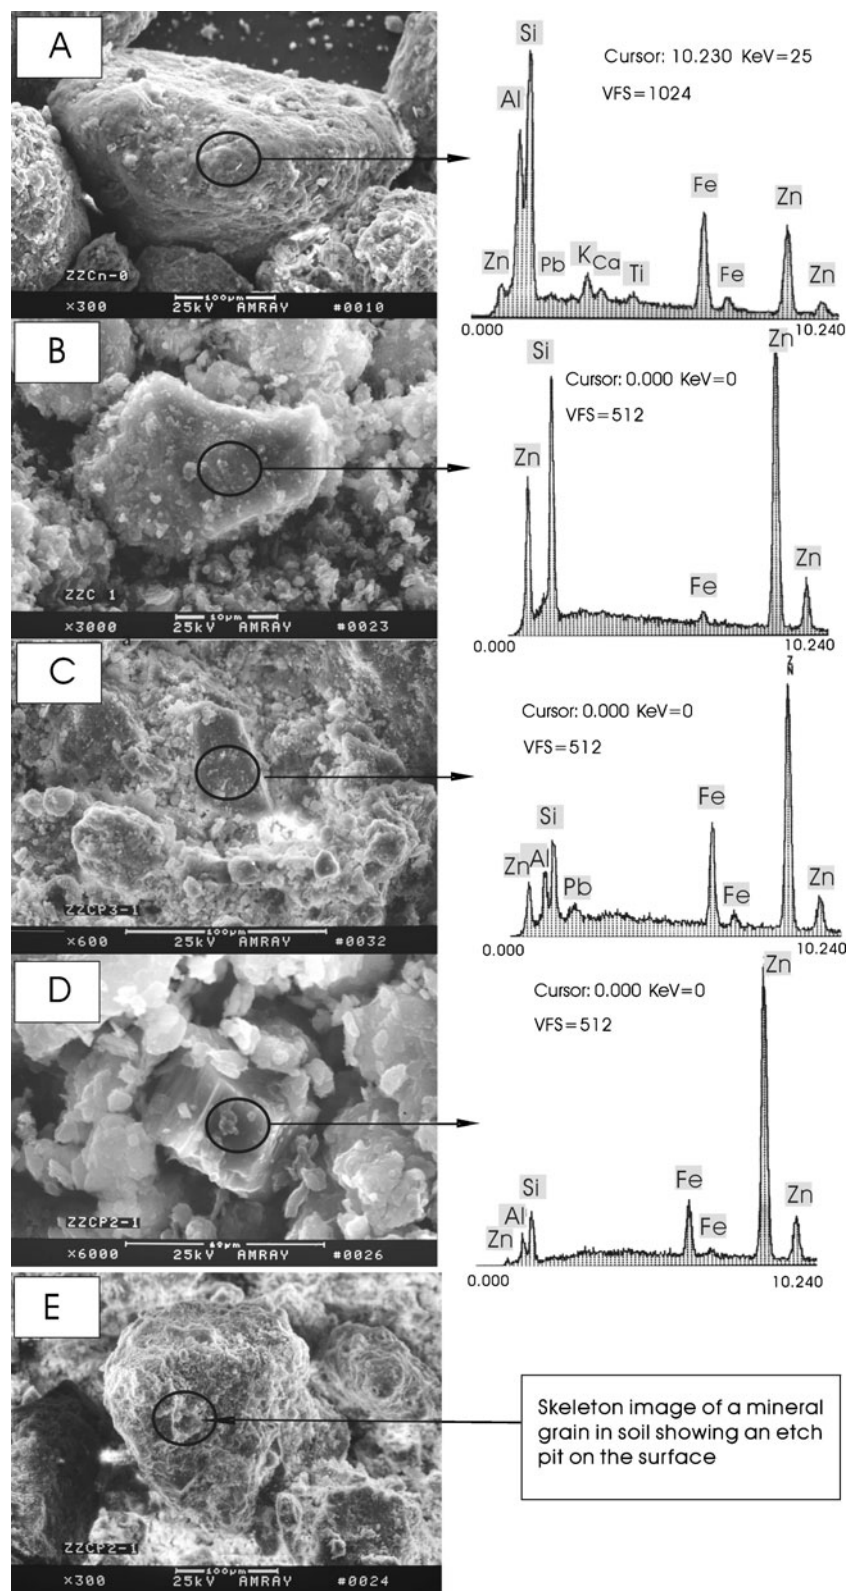 A
ZZCn-0
100µm
×300 25kV AMRAY #0010
Si
Al
Cursor: 10.230 KeV=25
VFS=1024
Fe
Zn
Zn
Pb
K
Ca
Ti
Fe
Zn
0.000
10.240
B
ZZC 1
10µm
×3000 25kV AMRAY #0023
Si
Cursor: 0.000 KeV=0
VFS=512
Zn
Zn
Fe
Zn
0.000
10.240
C
ZZCP3-1
100µm
×600 25kV AMRAY #0032
Cursor: 0.000 KeV=0
VFS=512
ZN
Fe
Si
Zn
Al
Pb
Fe
Zn
0.000
10.240
D
ZZCP2-1
×6000 25kV AMRAY #0026
Cursor: 0.000 KeV=0
VFS=512
Zn
Si
Al
Zn
Fe
Fe
Zn
0.000
10.240
E
ZZCP2-1
100µm
×300 25kV AMRAY #0024
Skeleton image of a mineral
grain in soil showing an etch
pit on the surface